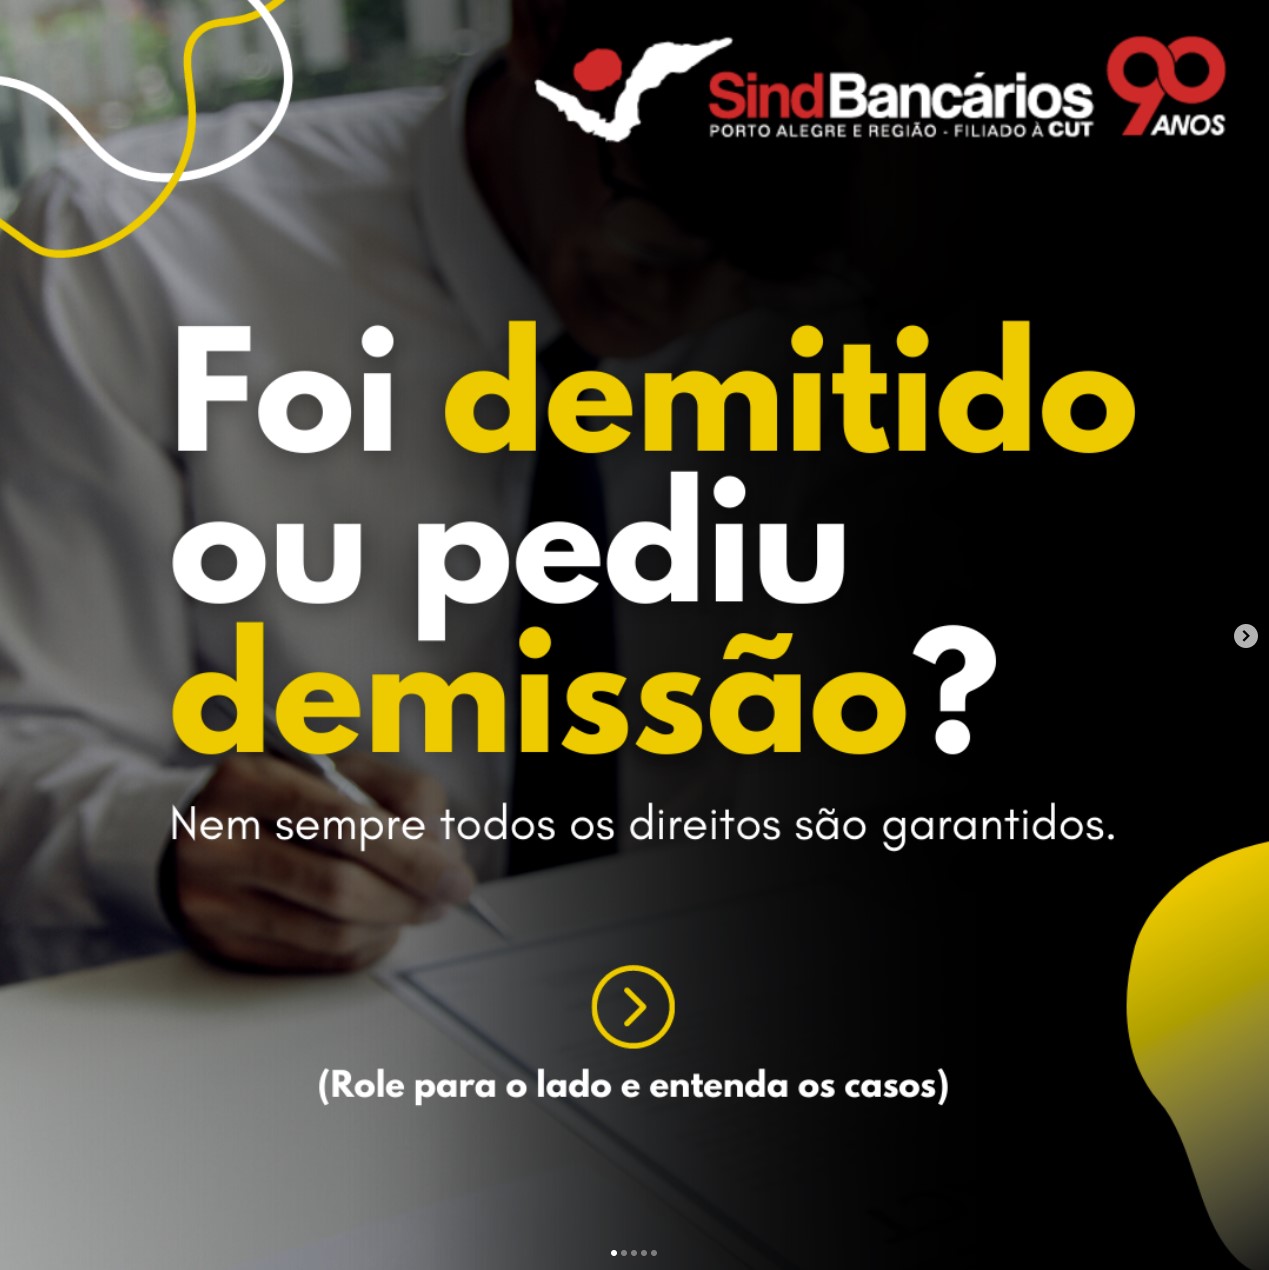 SindBancários
PORTO ALEGRE E REGIÃO - FILIADO À CUT
90
ANOS
Foi demitido
ou pediu
demissão?
Nem sempre todos os direitos são garantidos.
(Role para o lado e entenda os casos)